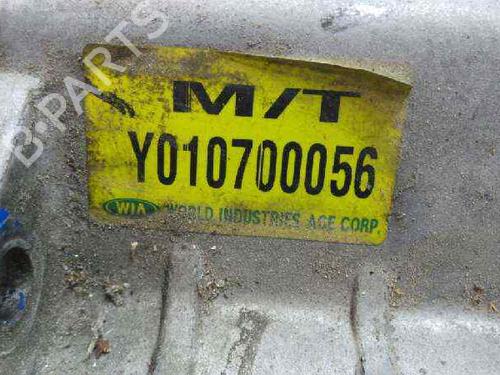 M/T
Y010700056
WIA WORLD INDUSTRIES ACE CORP.
B-PARTS